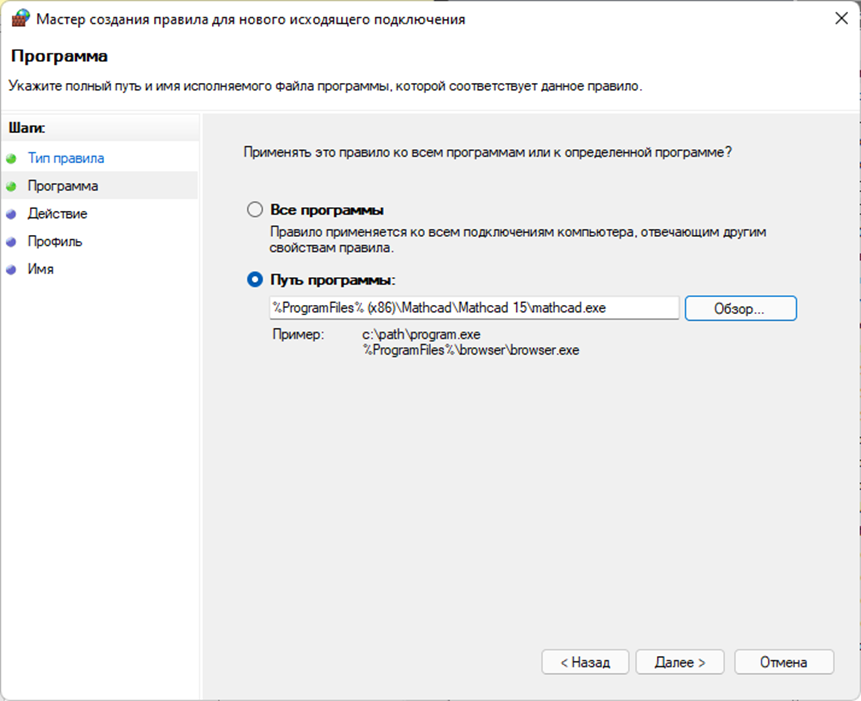 Мастер создания правила для нового исходящего подключения
Программа
Укажите полный путь и имя исполняемого файла программы, которой соответствует данное правило.
Шаги:
Тип правила
Программа
Действие
Профиль
Имя
Применять это правило ко всем программам или к определенной программе?
Все программы
Правило применяется ко всем подключениям компьютера, отвечающим другим
свойствам правила.
Путь программы:
%ProgramFiles% (x86)\Mathcad\Mathcad 15\mathcad.exe
Обзор...
Пример: c:\path\program.exe
%ProgramFiles%\browser\browser.exe
< Назад Далее > Отмена